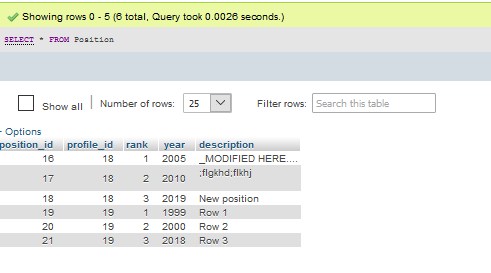 Showing rows 0 - 5 (6 total, Query took 0.0026 seconds.)
SELECT * FROM Position
Show all Number of rows: 25 Filter rows: Search this table
Options
position_id profile_id rank year description
16 18 1 2005 _MODIFIED HERE....
17 18 2 2010 ;flgkhd;flkhj
18 18 3 2019 New position
19 19 1 1999 Row 1
20 19 2 2000 Row 2
21 19 3 2018 Row 3